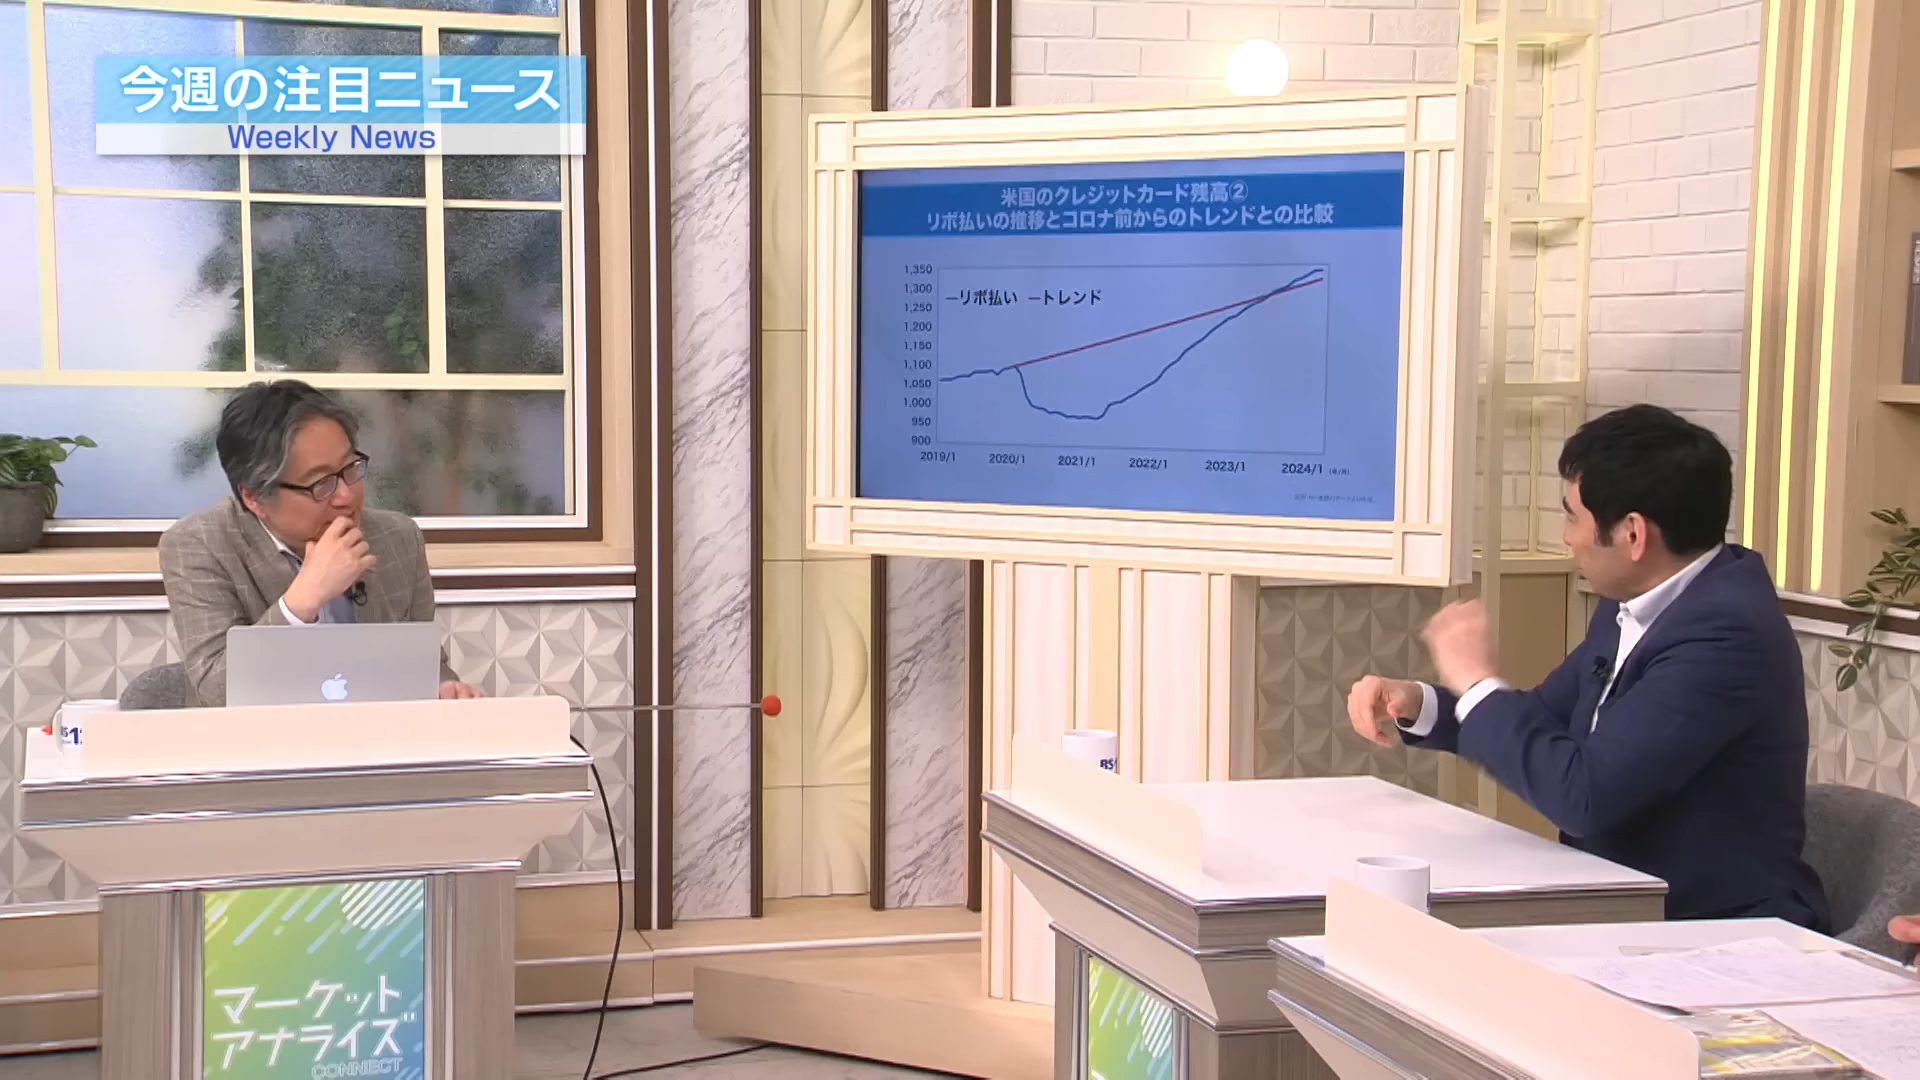 今週の注目ニュース
Weekly News
米国のクレジットカード残高②
リボ払いの推移とコロナ前からのトレンドとの比較
リボ払い トレンド
1,350
1,300
1,250
1,200
1,150
1,100
1,050
1,000
950
900
2019/1 2020/1 2021/1 2022/1 2023/1 2024/1 (年/月)
BS
マーケット
アナライズ
CONNECT